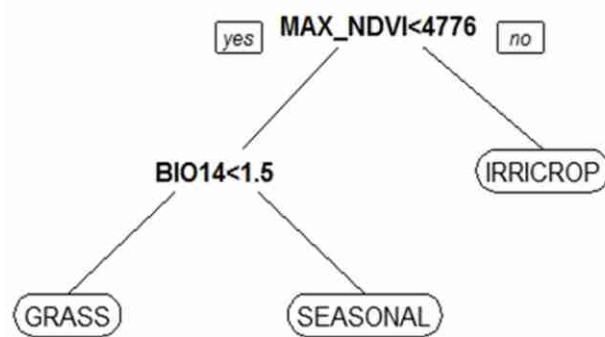 yes MAX_NDVI<4776 no
BIO14<1.5
IRRICROP
GRASS
SEASONAL